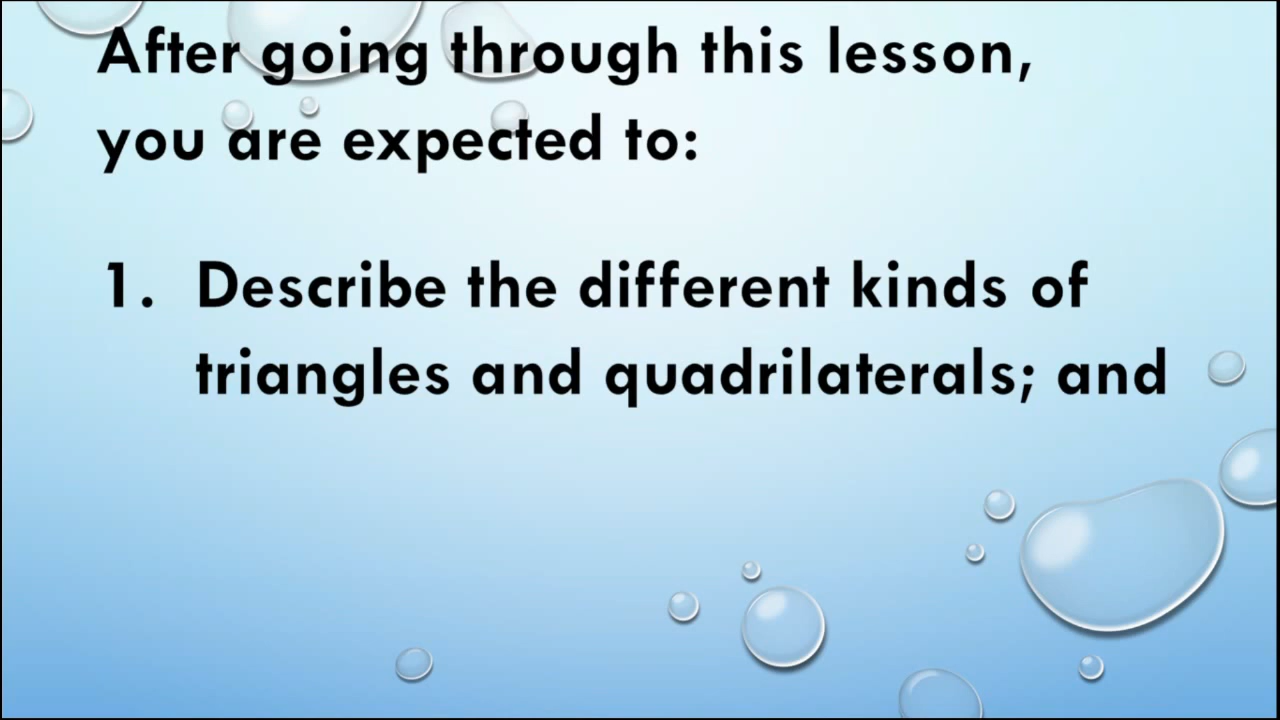 After going through this lesson,
you are expected to:
1. Describe the different kinds of
triangles and quadrilaterals; and